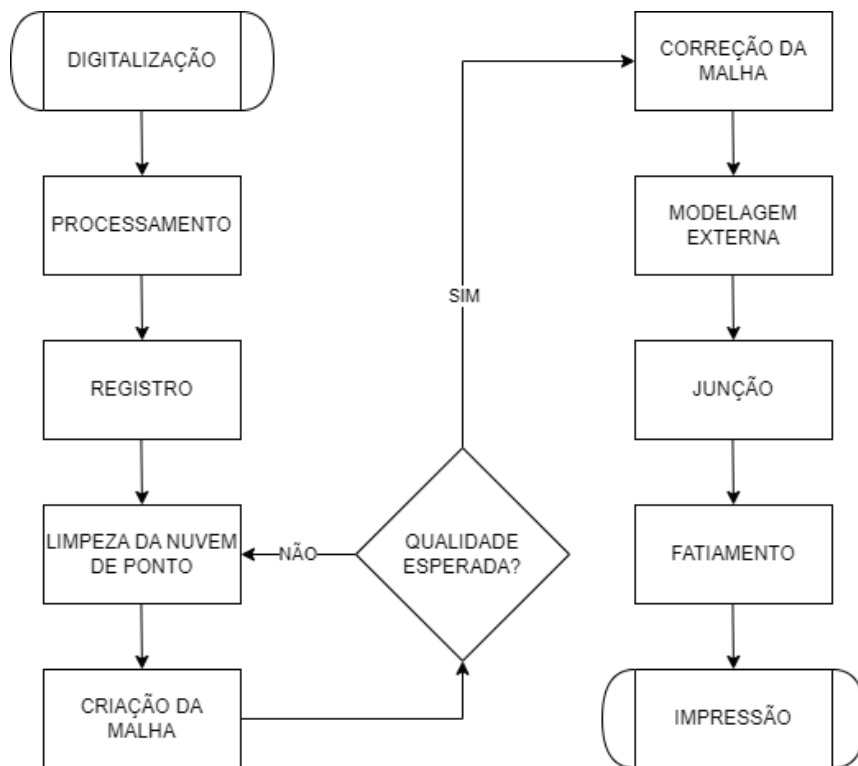 DIGITALIZAÇÃO
PROCESSAMENTO
REGISTRO
LIMPEZA DA NUVEM
DE PONTO
CRIAÇÃO DA
MALHA
QUALIDADE
ESPERADA?
NÃO
SIM
CORREÇÃO DA
MALHA
MODELAGEM
EXTERNA
JUNÇÃO
FATIAMENTO
IMPRESSÃO